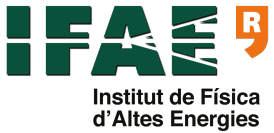 IFAE R
Institut de Física
d'Altes Energies